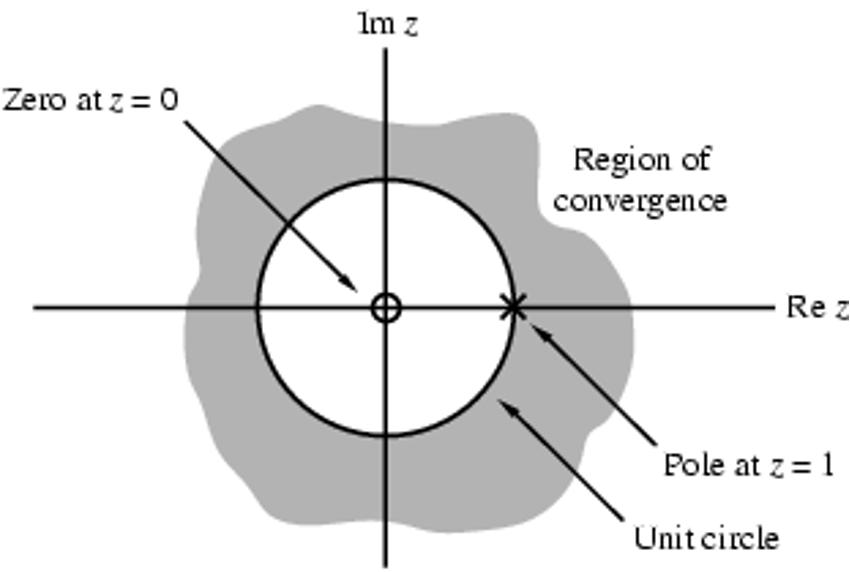 Im z
Zero at z = 0
Region of
convergence
Re z
Pole at z = 1
Unit circle